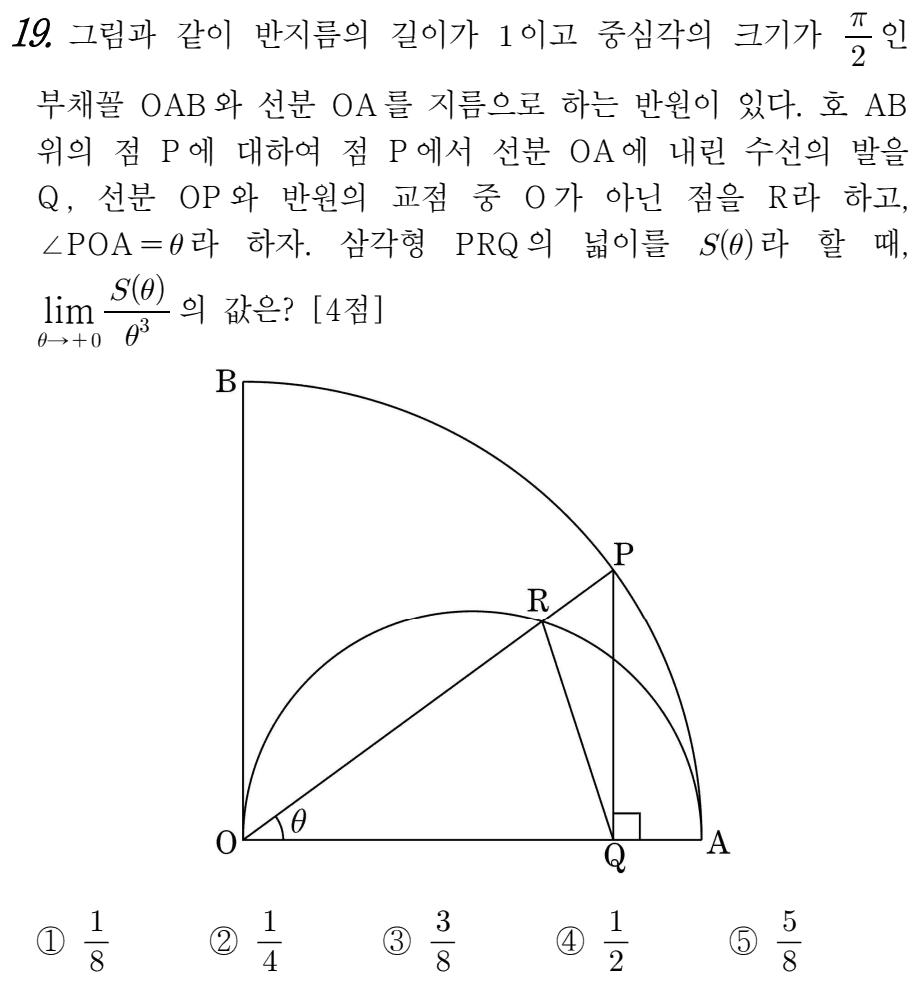 19. 그림과 같이 반지름의 길이가 1이고 중심각의 크기가 π/2 인
부채꼴 OAB와 선분 OA를 지름으로 하는 반원이 있다. 호 AB
위의 점 P에 대하여 점 P에서 선분 OA에 내린 수선의 발을
Q, 선분 OP와 반원의 교점 중 O가 아닌 점을 R라 하고,
∠POA=θ라 하자. 삼각형 PRQ의 넓이를 S(θ)라 할 때,
lim θ→+0 S(θ)/θ³ 의 값은? [4점]
B
P
R
θ
O
Q
A
① 1/8 ② 1/4 ③ 3/8 ④ 1/2 ⑤ 5/8